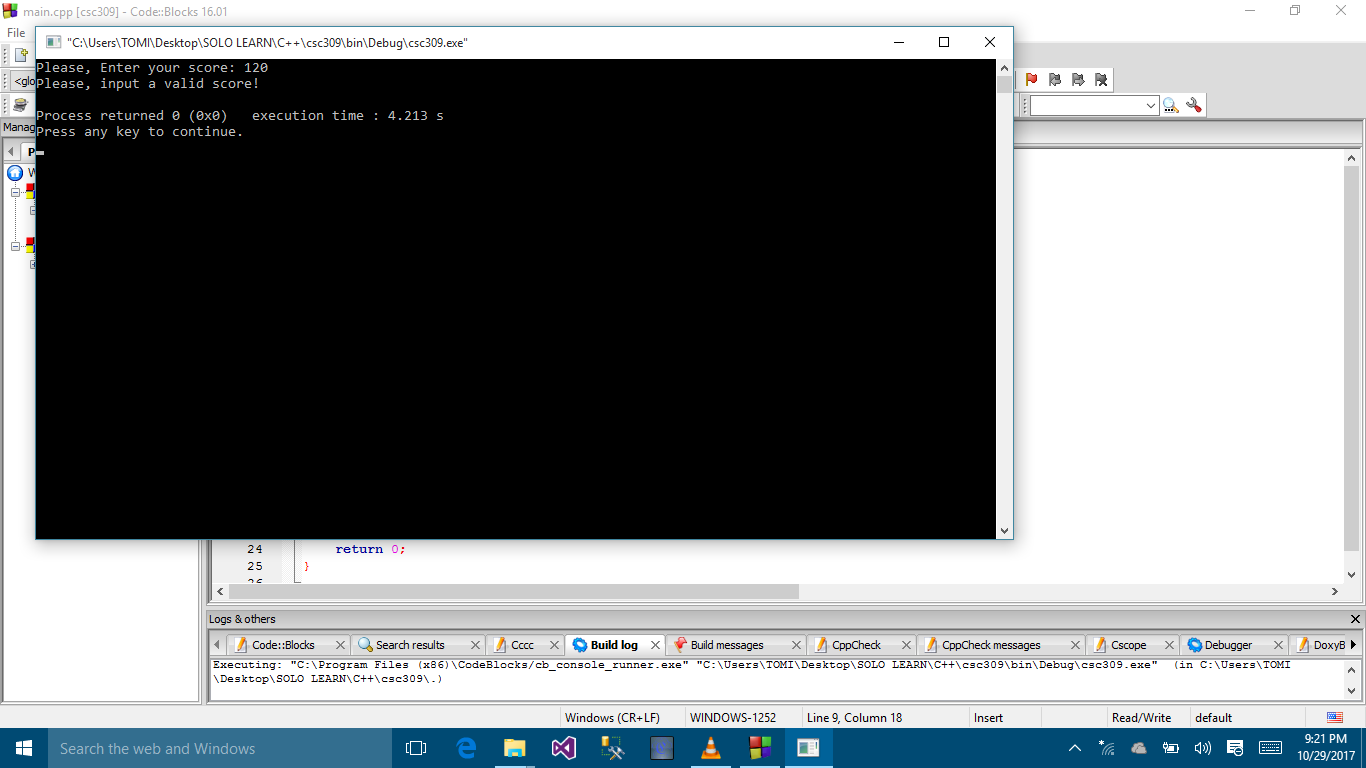 main.cpp [csc309] - Code::Blocks 16.01
File
"C:\Users\TOMI\Desktop\SOLO LEARN\C++\csc309\bin\Debug\csc309.exe"
Please, Enter your score: 120
Please, input a valid score!
Process returned 0 (0x0)   execution time : 4.213 s
Press any key to continue.
<glo
Manag
P
W
24 return 0;
25 }
26
Logs & others
Code::Blocks Search results Cccc Build log Build messages CppCheck CppCheck messages Cscope Debugger DoxyB
Executing: "C:\Program Files (x86)\CodeBlocks/cb_console_runner.exe" "C:\Users\TOMI\Desktop\SOLO LEARN\C++\csc309\bin\Debug\csc309.exe"  (in C:\Users\TOMI
\Desktop\SOLO LEARN\C++\csc309\.)
Windows (CR+LF) WINDOWS-1252 Line 9, Column 18 Insert Read/Write default
Search the web and Windows
9:21 PM
10/29/2017